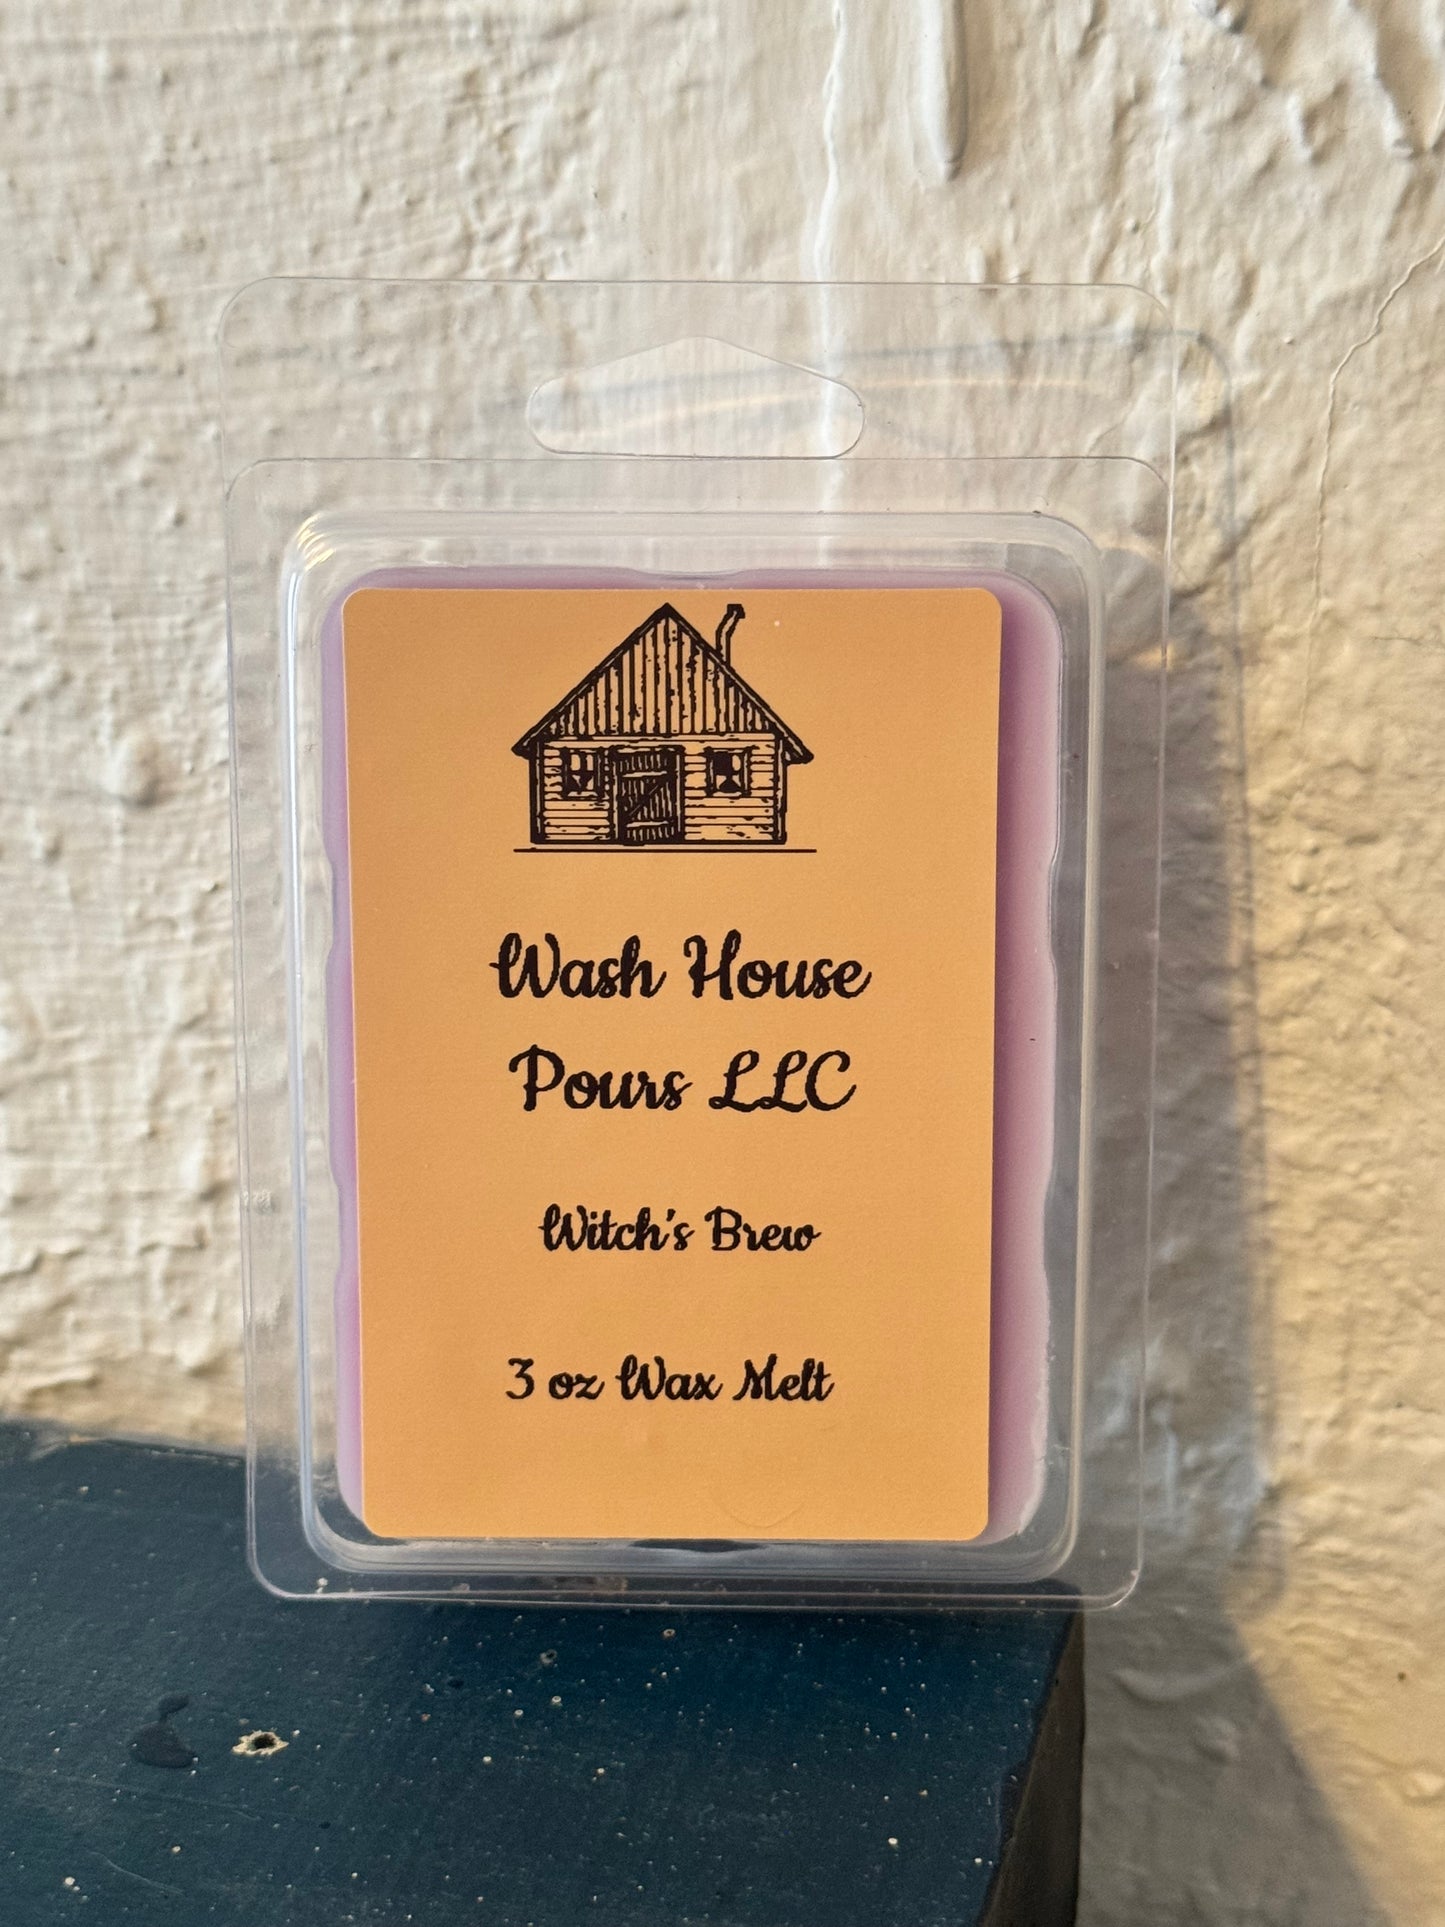 Wash House
Pours LLC
Witch's Brew
3 oz Wax Melt